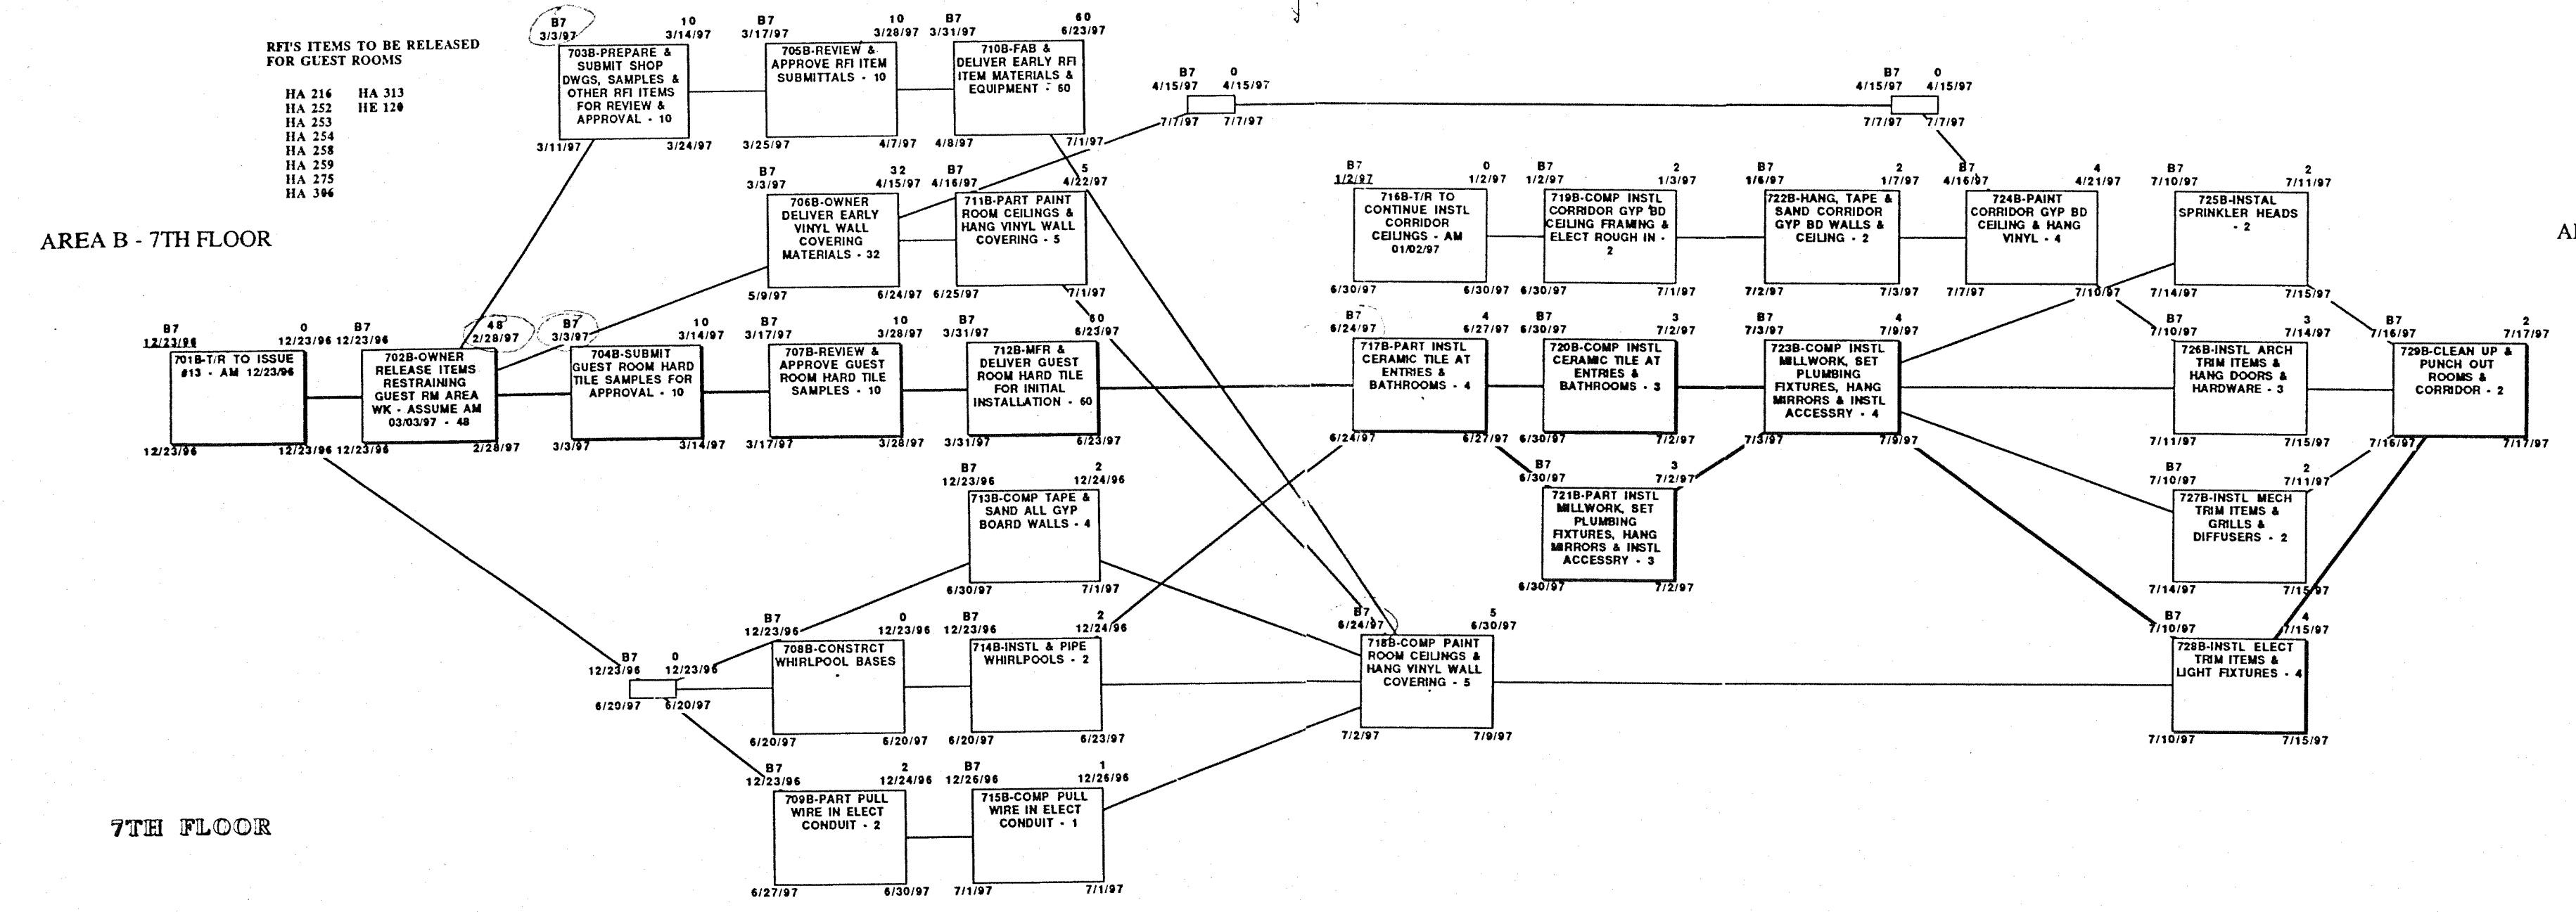 RFI'S ITEMS TO BE RELEASED
FOR GUEST ROOMS
HA 216 HA 313
HA 252 HE 120
HA 253
HA 254
HA 258
HA 259
HA 275
HA 306
AREA B - 7TH FLOOR
7TH FLOOR
B7 10
3/3/97 3/14/97
703B-PREPARE &
SUBMIT SHOP
DWGS, SAMPLES &
OTHER RFI ITEMS
FOR REVIEW &
APPROVAL - 10
3/11/97 3/24/97
B7 10
3/17/97 3/28/97
705B-REVIEW &
APPROVE RFI ITEM
SUBMITTALS - 10
3/25/97 4/7/97
B7 60
3/31/97 6/23/97
710B-FAB &
DELIVER EARLY RFI
ITEM MATERIALS &
EQUIPMENT - 60
4/8/97 7/1/97
B7 0
4/15/97 4/15/97
7/7/97 7/7/97
B7 0
4/15/97 4/15/97
7/7/97 7/7/97
B7 32
3/3/97 4/15/97
706B-OWNER
DELIVER EARLY
VINYL WALL
COVERING
MATERIALS - 32
5/9/97 6/24/97
B7 5
4/16/97 4/22/97
711B-PART PAINT
ROOM CEILINGS &
HANG VINYL WALL
COVERING - 5
6/25/97 7/1/97
B7 0
1/2/97 1/2/97
716B-T/R TO
CONTINUE INSTL
CORRIDOR
CEILINGS - AM
01/02/97
6/30/97 6/30/97
B7 2
1/2/97 1/3/97
719B-COMP INSTL
CORRIDOR GYP BD
CEILING FRAMING &
ELECT ROUGH IN -
2
6/30/97 7/1/97
B7 2
1/6/97 1/7/97
722B-HANG, TAPE &
SAND CORRIDOR
GYP BD WALLS &
CEILING - 2
7/2/97 7/3/97
B7 4
4/16/97 4/21/97
724B-PAINT
CORRIDOR GYP BD
CEILING & HANG
VINYL - 4
7/7/97 7/10/97
B7 2
7/10/97 7/11/97
725B-INSTAL
SPRINKLER HEADS
- 2
7/14/97 7/15/97
B7 0
12/23/96 12/23/96
701B-T/R TO ISSUE
#13 - AM 12/23/96
12/23/96 12/23/96
B7 48
12/23/96 2/28/97
702B-OWNER
RELEASE ITEMS
RESTRAINING
GUEST RM AREA
WK - ASSUME AM
03/03/97 - 48
12/23/96 2/28/97
B7 10
3/3/97 3/14/97
704B-SUBMIT
GUEST ROOM HARD
TILE SAMPLES FOR
APPROVAL - 10
3/3/97 3/14/97
B7 10
3/17/97 3/28/97
707B-REVIEW &
APPROVE GUEST
ROOM HARD TILE
SAMPLES - 10
3/17/97 3/28/97
B7 60
3/31/97 6/23/97
712B-MFR &
DELIVER GUEST
ROOM HARD TILE
FOR INITIAL
INSTALLATION - 60
3/31/97 6/23/97
B7 4
6/24/97 6/27/97
717B-PART INSTL
CERAMIC TILE AT
ENTRIES &
BATHROOMS - 4
6/24/97 6/27/97
B7 3
6/30/97 7/2/97
720B-COMP INSTL
CERAMIC TILE AT
ENTRIES &
BATHROOMS - 3
6/30/97 7/2/97
B7 4
7/3/97 7/9/97
723B-COMP INSTL
MILLWORK, SET
PLUMBING
FIXTURES, HANG
MIRRORS & INSTL
ACCESSRY - 4
7/3/97 7/9/97
B7 3
7/10/97 7/14/97
726B-INSTL ARCH
TRIM ITEMS &
HANG DOORS &
HARDWARE - 3
7/11/97 7/15/97
B7 2
7/16/97 7/17/97
729B-CLEAN UP &
PUNCH OUT
ROOMS &
CORRIDOR - 2
7/16/97 7/17/97
B7 2
12/23/96 12/24/96
713B-COMP TAPE &
SAND ALL GYP
BOARD WALLS - 4
6/30/97 7/1/97
B7 3
6/30/97 7/2/97
721B-PART INSTL
MILLWORK, SET
PLUMBING
FIXTURES, HANG
MIRRORS & INSTL
ACCESSRY - 3
6/30/97 7/2/97
B7 2
7/10/97 7/11/97
727B-INSTL MECH
TRIM ITEMS &
GRILLS &
DIFFUSERS - 2
7/14/97 7/15/97
B7 0
12/23/96 12/23/96
6/20/97 6/20/97
B7 0
12/23/96 12/23/96
708B-CONSTRCT
WHIRLPOOL BASES
6/20/97 6/20/97
B7 2
12/23/96 12/24/96
714B-INSTL & PIPE
WHIRLPOOLS - 2
6/20/97 6/23/97
B7 5
6/24/97 6/30/97
718B-COMP PAINT
ROOM CEILINGS &
HANG VINYL WALL
COVERING - 5
7/2/97 7/9/97
B7 4
7/10/97 7/15/97
728B-INSTL ELECT
TRIM ITEMS &
LIGHT FIXTURES - 4
7/10/97 7/15/97
B7 2
12/23/96 12/24/96
709B-PART PULL
WIRE IN ELECT
CONDUIT - 2
6/27/97 6/30/97
B7 1
12/26/96 12/26/96
715B-COMP PULL
WIRE IN ELECT
CONDUIT - 1
7/1/97 7/1/97